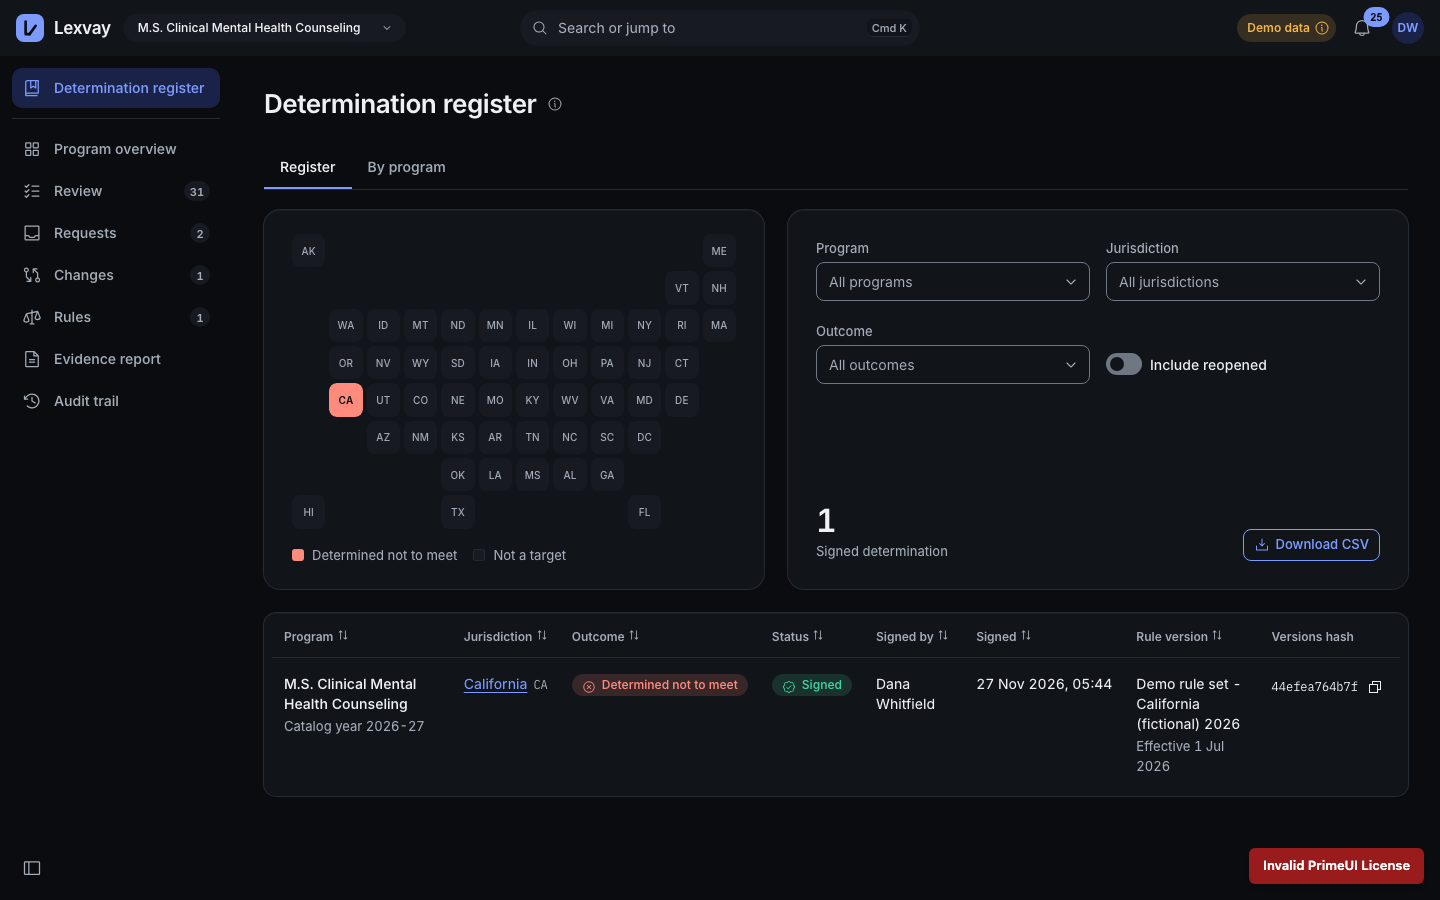 Lexvay
M.S. Clinical Mental Health Counseling
Search or jump to
Cmd K
Demo data
25
DW
Determination register
Program overview
Review 31
Requests 2
Changes 1
Rules 1
Evidence report
Audit trail
Determination register
Register By program
AK ME
VT NH
WA ID MT ND MN IL WI MI NY RI MA
OR NV WY SD IA IN OH PA NJ CT
CA UT CO NE MO KY WV VA MD DE
AZ NM KS AR TN NC SC DC
OK LA MS AL GA
HI TX FL
Determined not to meet Not a target
Program Jurisdiction
All programs All jurisdictions
Outcome
All outcomes Include reopened
1
Signed determination
Download CSV
Program Jurisdiction Outcome Status Signed by Signed Rule version Versions hash
M.S. Clinical Mental Health Counseling
Catalog year 2026-27
California CA
Determined not to meet
Signed
Dana
Whitfield
27 Nov 2026, 05:44
Demo rule set -
California
(fictional) 2026
Effective 1 Jul
2026
44efea764b7f
Invalid PrimeUI License